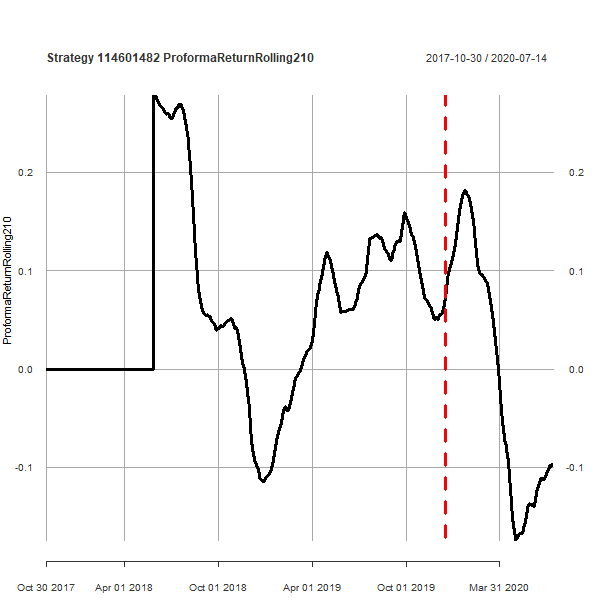 Strategy 114601482 ProformaReturnRolling210
2017-10-30 / 2020-07-14
ProformaReturnRolling210
0.2
0.1
0.0
-0.1
0.2
0.1
0.0
-0.1
Oct 30 2017
Apr 01 2018
Oct 01 2018
Apr 01 2019
Oct 01 2019
Mar 31 2020